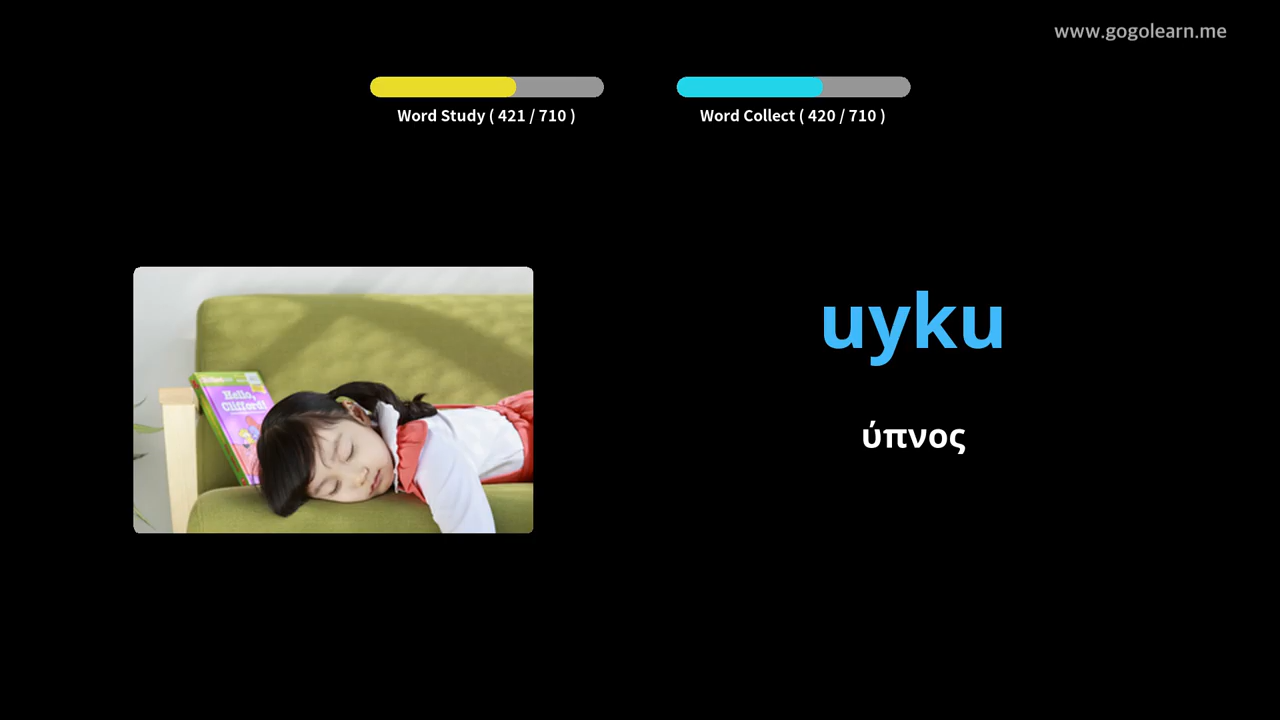 www.gogolearn.me
Word Study ( 421 / 710 )
Word Collect ( 420 / 710 )
uyku
ύπνος
Hello,
Clifford!